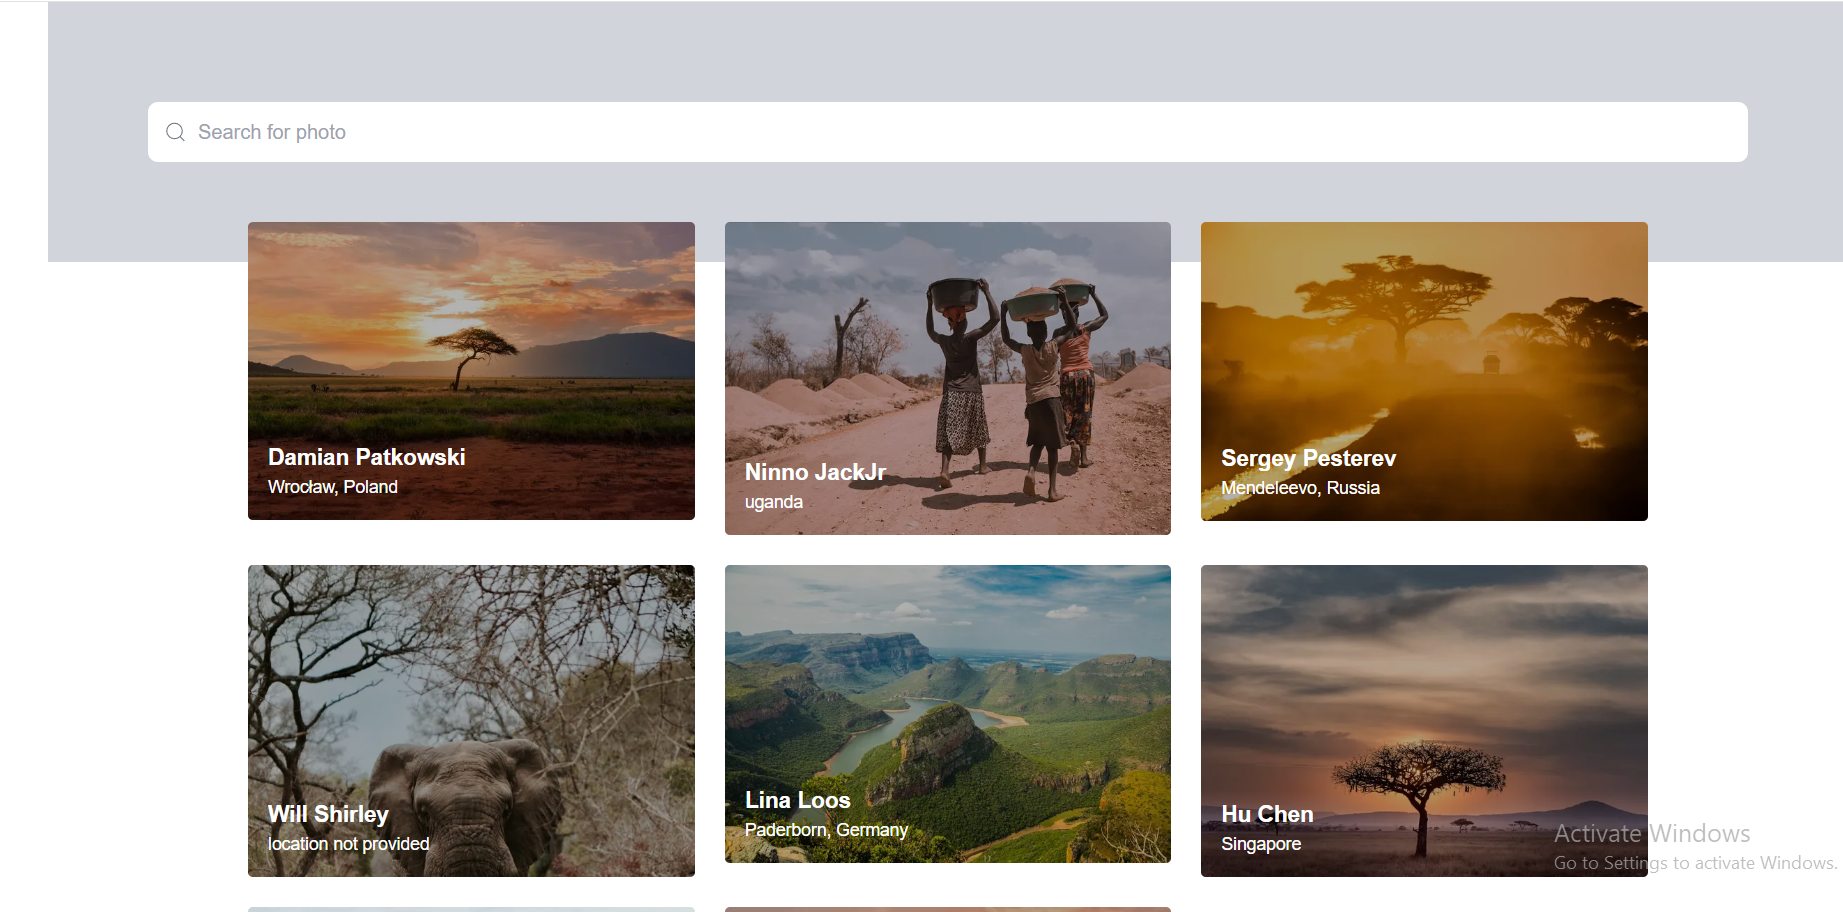 Search for photo
Damian Patkowski
Wrocław, Poland
Ninno JackJr
uganda
Sergey Pesterev
Mendeleevo, Russia
Will Shirley
location not provided
Lina Loos
Paderborn, Germany
Hu Chen
Singapore
Activate Windows
Go to Settings to activate Windows.